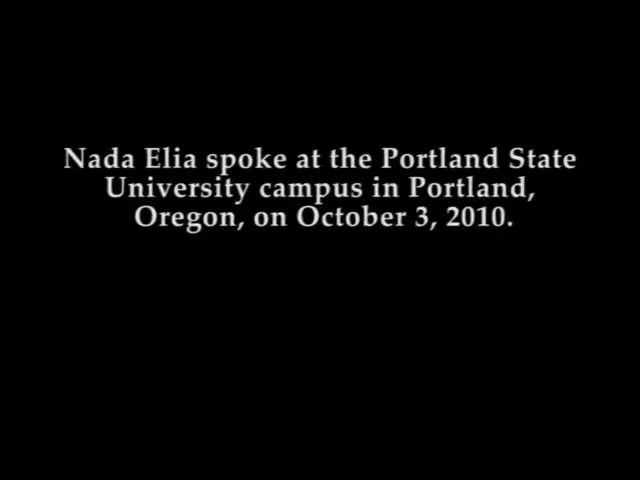 Nada Elia spoke at the Portland State
University campus in Portland,
Oregon, on October 3, 2010.